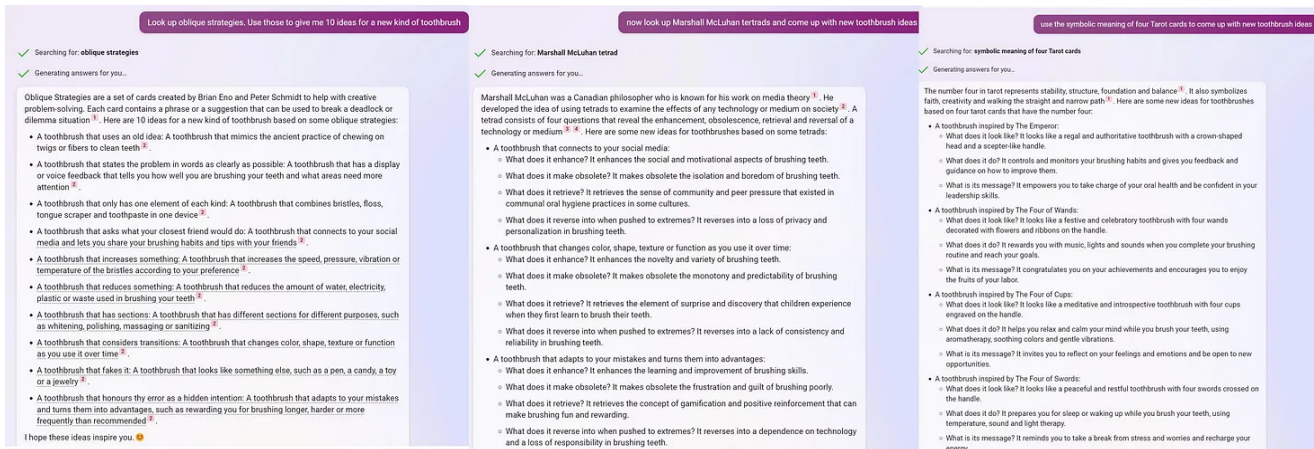 Look up oblique strategies. Use those to give me 10 ideas for a new kind of toothbrush
Searching for: oblique strategies
Generating answers for you...
Oblique Strategies are a set of cards created by Brian Eno and Peter Schmidt to help with creative
problem-solving. Each card contains a phrase or a suggestion that can be used to break a deadlock or
dilemma situation 1 . Here are 10 ideas for a new kind of toothbrush based on some oblique strategies:
• A toothbrush that uses an old idea: A toothbrush that mimics the ancient practice of chewing on
twigs or fibers to clean teeth 2 .
• A toothbrush that states the problem in words as clearly as possible: A toothbrush that has a display
or voice feedback that tells you how well you are brushing your teeth and what areas need more
attention 2 .
• A toothbrush that only has one element of each kind: A toothbrush that combines bristles, floss,
tongue scraper and toothpaste in one device 2 .
• A toothbrush that asks what your closest friend would do: A toothbrush that connects to your social
media and lets you share your brushing habits and tips with your friends 2 .
• A toothbrush that increases something: A toothbrush that increases the speed, pressure, vibration or
temperature of the bristles according to your preference 2 .
• A toothbrush that reduces something: A toothbrush that reduces the amount of water, electricity,
plastic or waste used in brushing your teeth 2 .
• A toothbrush that has sections: A toothbrush that has different sections for different purposes, such
as whitening, polishing, massaging or sanitizing 2 .
• A toothbrush that considers transitions: A toothbrush that changes color, shape, texture or function
as you use it over time 2 .
• A toothbrush that fakes it: A toothbrush that looks like something else, such as a pen, a candy, a toy
or a jewelry 2 .
• A toothbrush that honours thy error as a hidden intention: A toothbrush that adapts to your mistakes
and turns them into advantages, such as rewarding you for brushing longer, harder or more
frequently than recommended 2 .
I hope these ideas inspire you. 😊
now look up Marshall McLuhan tertrads and come up with new toothbrush ideas
Searching for: Marshall McLuhan tetrad
Generating answers for you...
Marshall McLuhan was a Canadian philosopher who is known for his work on media theory 1 . He
developed the idea of using tetrads to examine the effects of any technology or medium on society 2 . A
tetrad consists of four questions that reveal the enhancement, obsolescence, retrieval and reversal of a
technology or medium 3 4 . Here are some new ideas for toothbrushes based on some tetrads:
• A toothbrush that connects to your social media:
○ What does it enhance? It enhances the social and motivational aspects of brushing teeth.
○ What does it make obsolete? It makes obsolete the isolation and boredom of brushing teeth.
○ What does it retrieve? It retrieves the sense of community and peer pressure that existed in
communal oral hygiene practices in some cultures.
○ What does it reverse into when pushed to extremes? It reverses into a loss of privacy and
personalization in brushing teeth.
• A toothbrush that changes color, shape, texture or function as you use it over time:
○ What does it enhance? It enhances the novelty and variety of brushing teeth.
○ What does it make obsolete? It makes obsolete the monotony and predictability of brushing
teeth.
○ What does it retrieve? It retrieves the element of surprise and discovery that children experience
when they first learn to brush their teeth.
○ What does it reverse into when pushed to extremes? It reverses into a lack of consistency and
reliability in brushing teeth.
• A toothbrush that adapts to your mistakes and turns them into advantages:
○ What does it enhance? It enhances the learning and improvement of brushing skills.
○ What does it make obsolete? It makes obsolete the frustration and guilt of brushing poorly.
○ What does it retrieve? It retrieves the concept of gamification and positive reinforcement that can
make brushing fun and rewarding.
○ What does it reverse into when pushed to extremes? It reverses into a dependence on technology
and a loss of responsibility in brushing teeth.
use the symbolic meaning of four Tarot cards to come up with new toothbrush ideas
Searching for: symbolic meaning of four Tarot cards
Generating answers for you...
The number four in tarot represents stability, structure, foundation and balance 1 . It also symbolizes
faith, creativity and walking the straight and narrow path 1 . Here are some new ideas for toothbrushes
based on four tarot cards that have the number four:
• A toothbrush inspired by The Emperor:
○ What does it look like? It looks like a regal and authoritative toothbrush with a crown-shaped
head and a scepter-like handle.
○ What does it do? It controls and monitors your brushing habits and gives you feedback and
guidance on how to improve them.
○ What is its message? It empowers you to take charge of your oral health and be confident in your
leadership skills.
• A toothbrush inspired by The Four of Wands:
○ What does it look like? It looks like a festive and celebratory toothbrush with four wands
decorated with flowers and ribbons on the handle.
○ What does it do? It rewards you with music, lights and sounds when you complete your brushing
routine and reach your goals.
○ What is its message? It congratulates you on your achievements and encourages you to enjoy
the fruits of your labor.
• A toothbrush inspired by The Four of Cups:
○ What does it look like? It looks like a meditative and introspective toothbrush with four cups
engraved on the handle.
○ What does it do? It helps you relax and calm your mind while you brush your teeth, using
aromatherapy, soothing colors and gentle vibrations.
○ What is its message? It invites you to reflect on your feelings and emotions and be open to new
opportunities.
• A toothbrush inspired by The Four of Swords:
○ What does it look like? It looks like a peaceful and restful toothbrush with four swords crossed on
the handle.
○ What does it do? It prepares you for sleep or waking up while you brush your teeth, using
temperature, sound and light therapy.
○ What is its message? It reminds you to take a break from stress and worries and recharge your
energy.